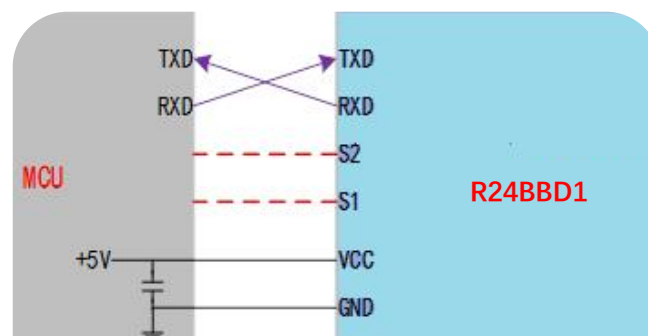 TXD TXD
RXD RXD
S2
MCU
R24BBD1
S1
+5V VCC
GND